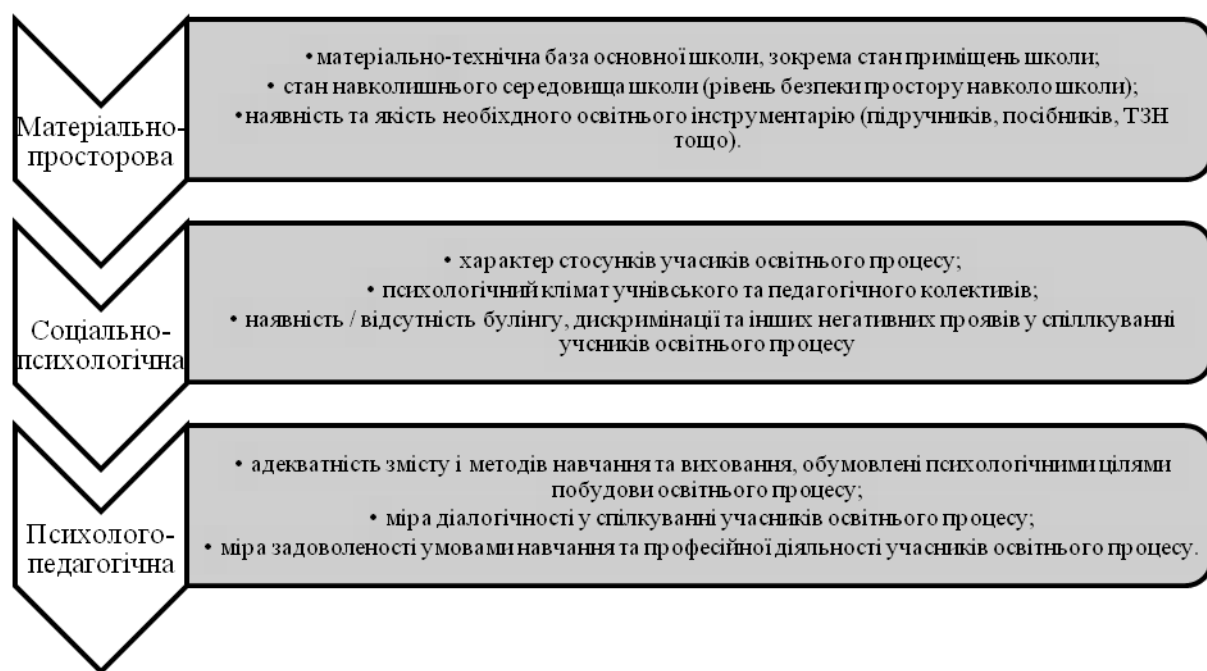 Матеріально-
просторова
• матеріально-технічна база основної школи, зокрема стан приміщень школи;
• стан навколишнього середовища школи (рівень безпеки простору навколо школи);
•наявність та якість необіхдного освітнього інструментарію (підручників, посібників, ТЗН
тощо).
Соціально-
психологічна
• характер стосунків учасиків освітнього процесу;
• психологічний клімат учнівського та педагогічного колективів;
• наявність / відсутність булінгу, дискримінації та інших негативних проявів у спіллкуванні
учсників освітнього процесу
Психолого-
педагогічна
• адекватність змісту і методів навчання та виховання, обумовлені психологічними цілями
побудови освітнього процесу;
• міра діалогічності у спілкуванні учасників освітнього процесу;
• міра задоволеності умовами навчання та професійної діяльності учасників освітнього процесу.